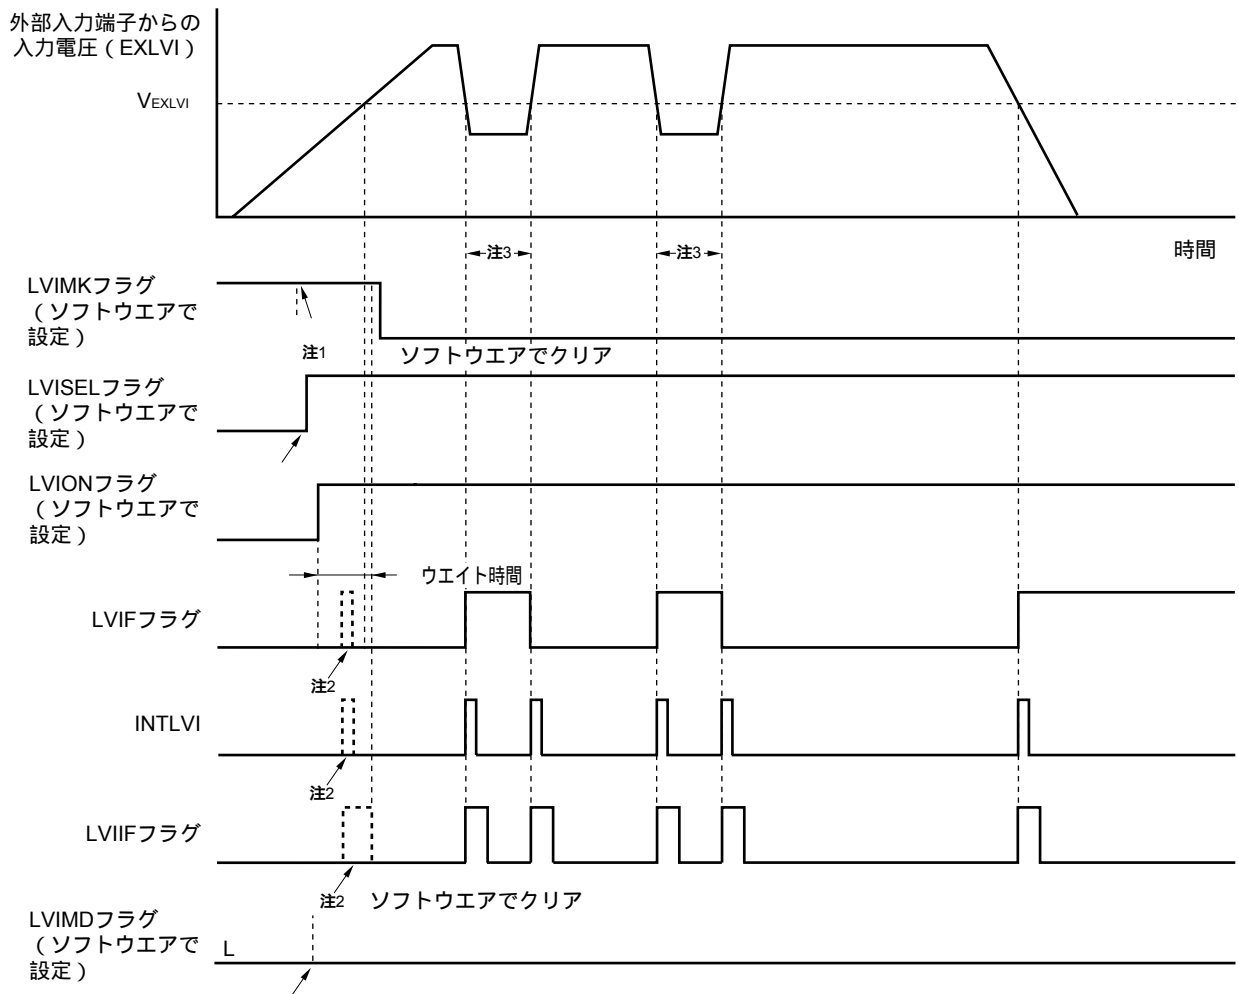 外部入力端子からの
入力電圧（EXLVI）
VEXLVI
注3
注3
時間
LVIMKフラグ
（ソフトウエアで
設定）
注1
ソフトウエアでクリア
LVISELフラグ
（ソフトウエアで
設定）
LVIONフラグ
（ソフトウエアで
設定）
ウエイト時間
LVIFフラグ
注2
INTLVI
注2
LVIIFフラグ
注2
ソフトウエアでクリア
LVIMDフラグ
（ソフトウエアで
設定）
L